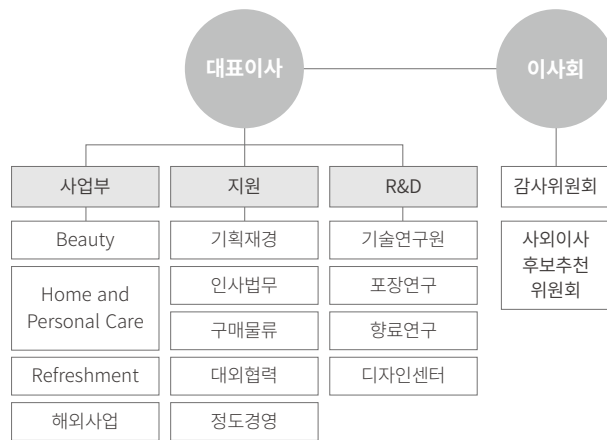 대표이사
이사회
사업부
지원
R&D
감사위원회
Beauty
기획재경
기술연구원
사외이사
후보추천
위원회
Home and
Personal Care
인사법무
포장연구
구매물류
향료연구
Refreshment
대외협력
디자인센터
해외사업
정도경영